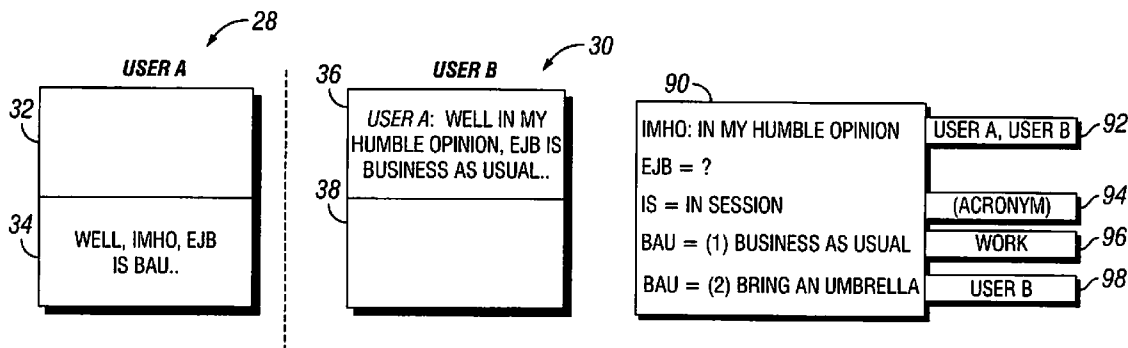 28
USER A
32
34
WELL, IMHO, EJB
IS BAU..
30
USER B
36
USER A: WELL IN MY
HUMBLE OPINION, EJB IS
BUSINESS AS USUAL..
38
90
IMHO: IN MY HUMBLE OPINION
USER A, USER B
92
EJB = ?
IS = IN SESSION
(ACRONYM)
94
BAU = (1) BUSINESS AS USUAL
WORK
96
BAU = (2) BRING AN UMBRELLA
USER B
98